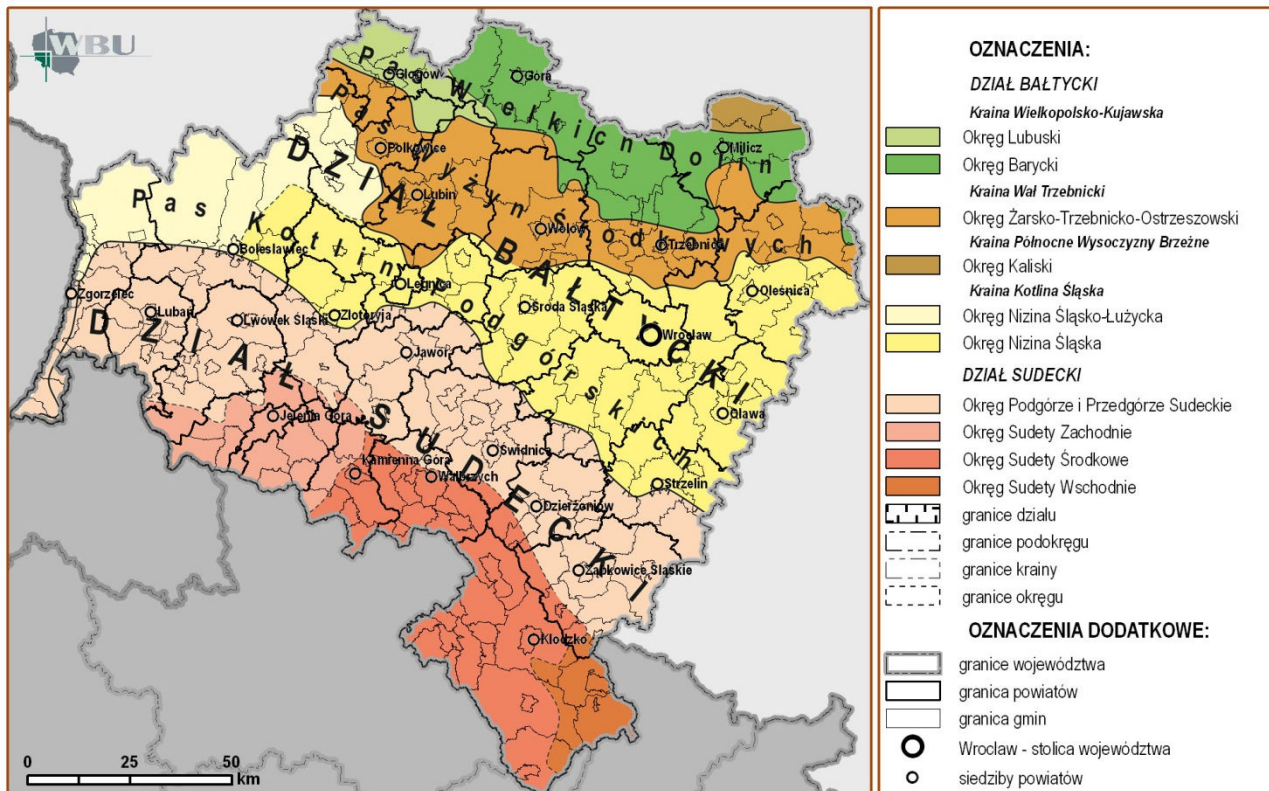 WBU
Pas Wielkich Dolin
Głogów
Góra
Pas Wyżyn Środkowych
Polkowice
Milicz
DZIAŁ BAŁTYCKI
Lubin
Wołów
Trzebnica
Pas Kotlin Podgórskich
Bolesławiec
Legnica
Oleśnica
Zgorzelec
Lubań
Lwówek Śląski
Złotoryja
Środa Śląska
Wrocław
DZIAŁ SUDECKI
Jawor
Jelenia Góra
Oława
Kamienna Góra
Świdnica
Wałbrzych
Strzelin
Dzierżoniów
Ząbkowice Śląskie
Kłodzko
0 25 50
km
OZNACZENIA:
DZIAŁ BAŁTYCKI
Kraina Wielkopolsko-Kujawska
Okręg Lubuski
Okręg Barycki
Kraina Wał Trzebnicki
Okręg Żarsko-Trzebnicko-Ostrzeszowski
Kraina Północne Wysoczyzny Brzeżne
Okręg Kaliski
Kraina Kotlina Śląska
Okręg Nizina Śląsko-Łużycka
Okręg Nizina Śląska
DZIAŁ SUDECKI
Okręg Podgórze i Przedgórze Sudeckie
Okręg Sudety Zachodnie
Okręg Sudety Środkowe
Okręg Sudety Wschodnie
granice działu
granice podokręgu
granice krainy
granice okręgu
OZNACZENIA DODATKOWE:
granice województwa
granica powiatów
granica gmin
Wrocław - stolica województwa
siedziby powiatów